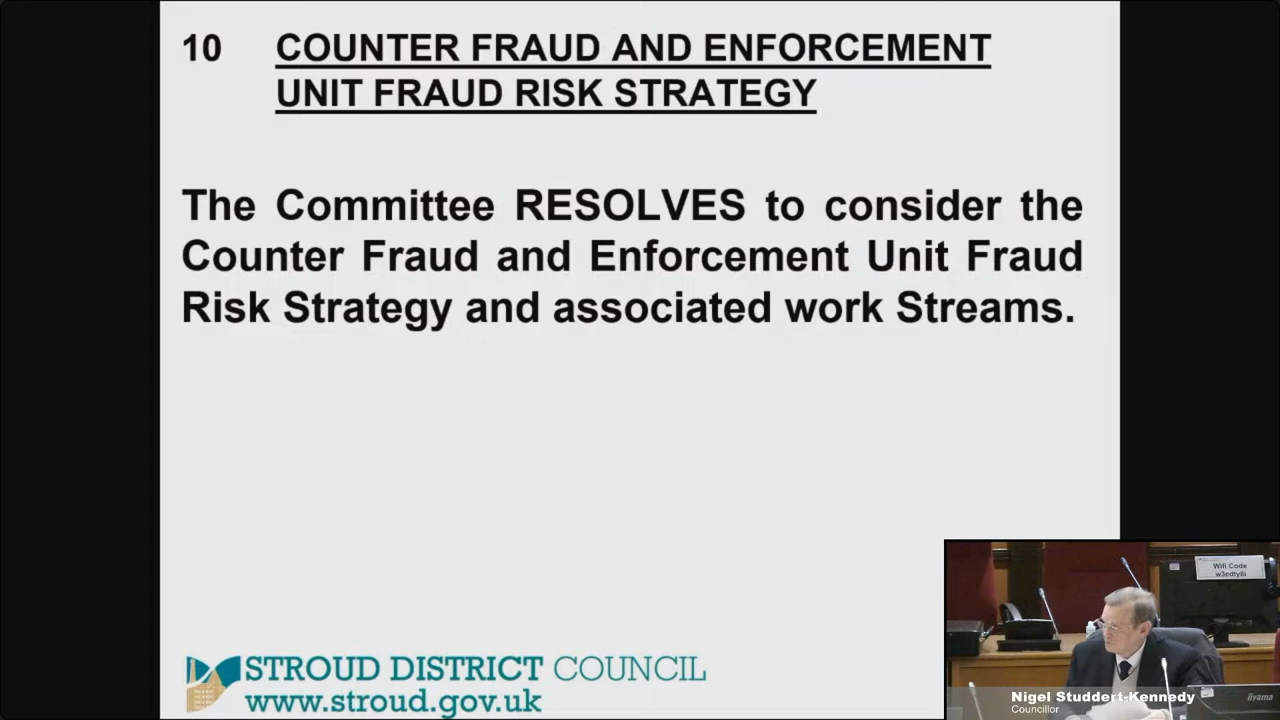 10 COUNTER FRAUD AND ENFORCEMENT
UNIT FRAUD RISK STRATEGY
The Committee RESOLVES to consider the
Counter Fraud and Enforcement Unit Fraud
Risk Strategy and associated work Streams.
STROUD DISTRICT COUNCIL
www.stroud.gov.uk
Wifi Code
w3edty8i
Nigel Studdert-Kennedy
Councillor
iiyama